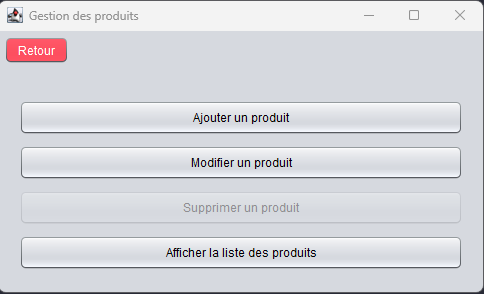 Gestion des produits
Retour
Ajouter un produit
Modifier un produit
Supprimer un produit
Afficher la liste des produits